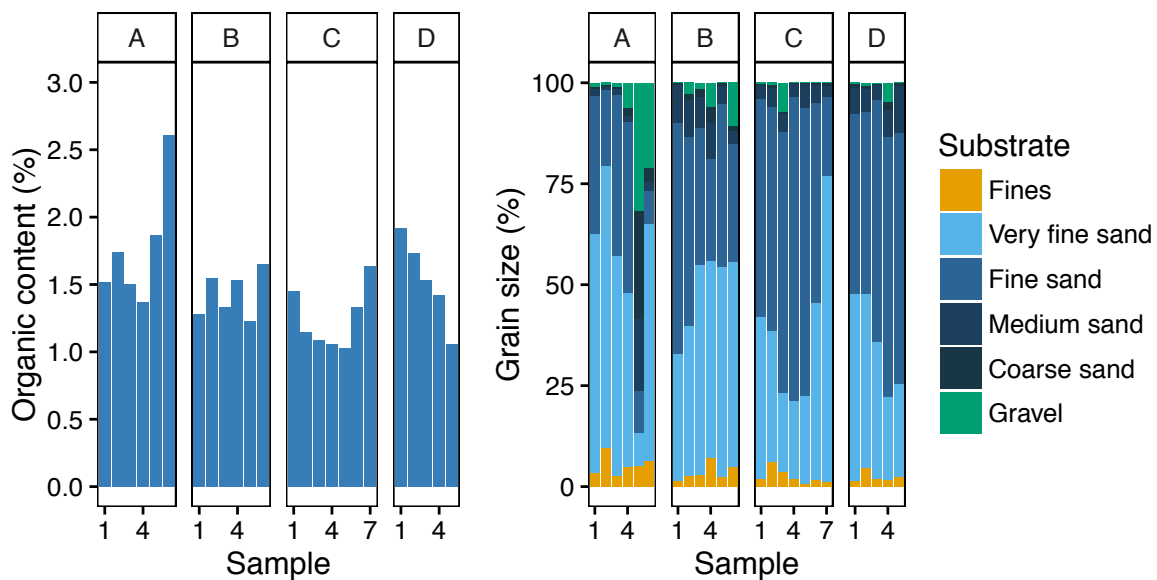 A B C D
Organic content (%)
3.0
2.5
2.0
1.5
1.0
0.5
0.0
1 4 1 4 1 4 7 1 4
Sample
A B C D
Grain size (%)
100
75
50
25
0
1 4 1 4 1 4 7 1 4
Sample
Substrate
Fines
Very fine sand
Fine sand
Medium sand
Coarse sand
Gravel